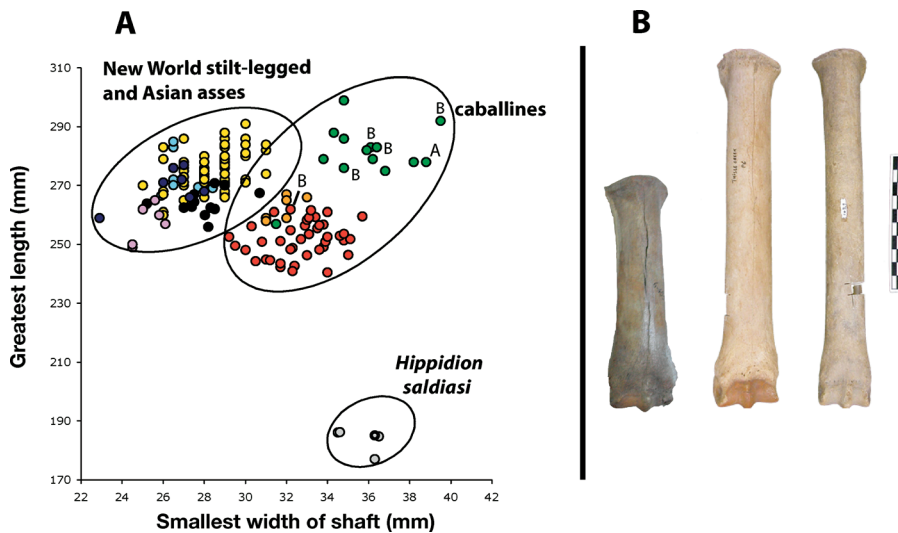 A
B
New World stilt-legged
and Asian asses
caballines
B
B
B
A
B
B
Hippidion
saldiasi
Greatest length (mm)
310
290
270
250
230
210
190
170
22
24
26
28
30
32
34
36
38
40
42
Smallest width of shaft (mm)